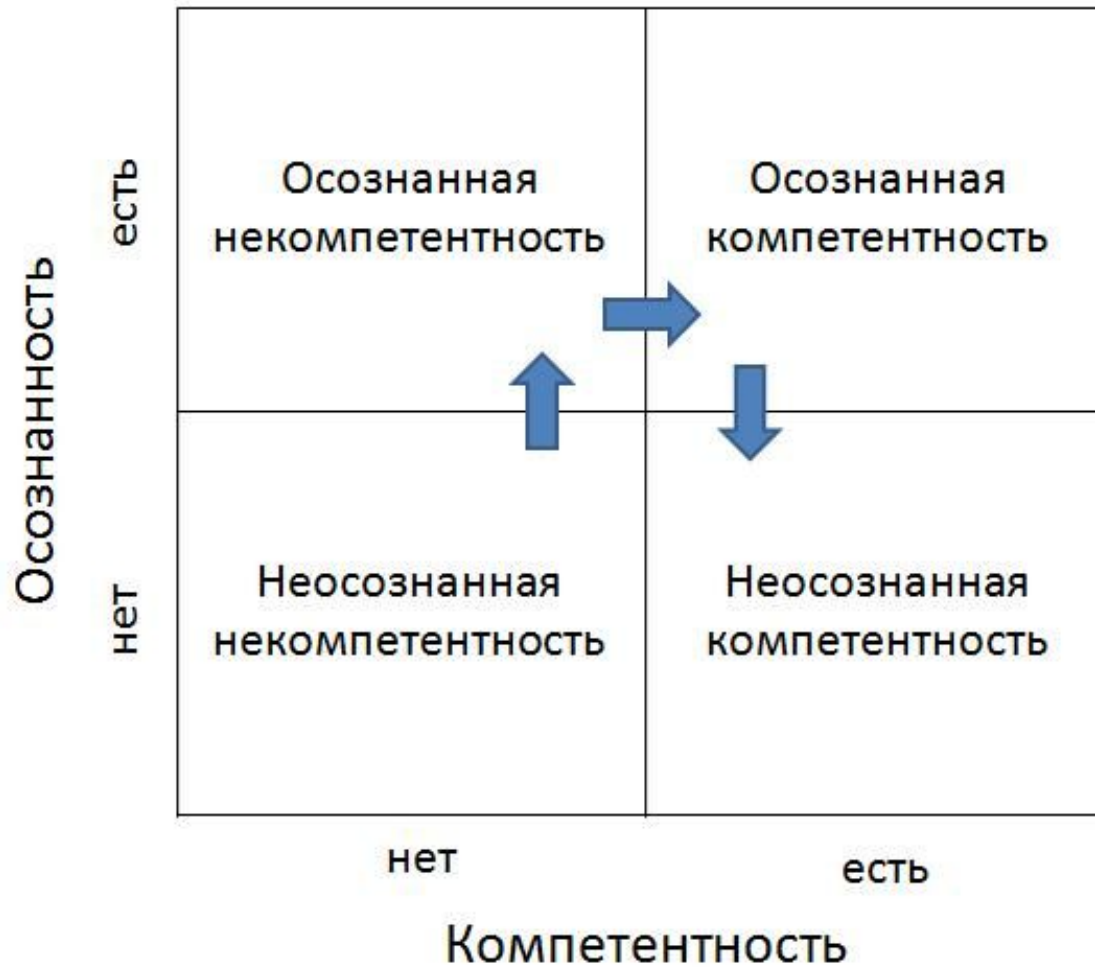 Осознанность
есть
нет
Осознанная
некомпетентность
Осознанная
компетентность
Неосознанная
некомпетентность
Неосознанная
компетентность
нет
есть
Компетентность